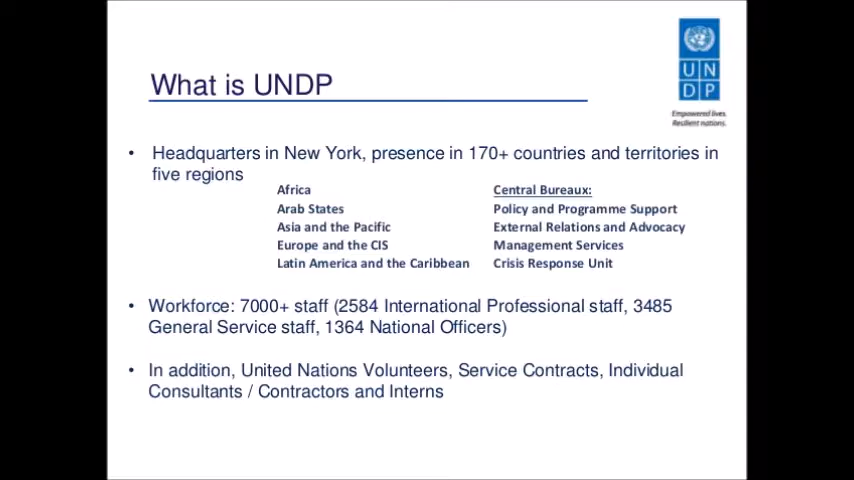 What is UNDP
U N
D P
Empowered lives.
Resilient nations.
• Headquarters in New York, presence in 170+ countries and territories in
five regions
Africa
Arab States
Asia and the Pacific
Europe and the CIS
Latin America and the Caribbean
Central Bureaux:
Policy and Programme Support
External Relations and Advocacy
Management Services
Crisis Response Unit
• Workforce: 7000+ staff (2584 International Professional staff, 3485
General Service staff, 1364 National Officers)
• In addition, United Nations Volunteers, Service Contracts, Individual
Consultants / Contractors and Interns